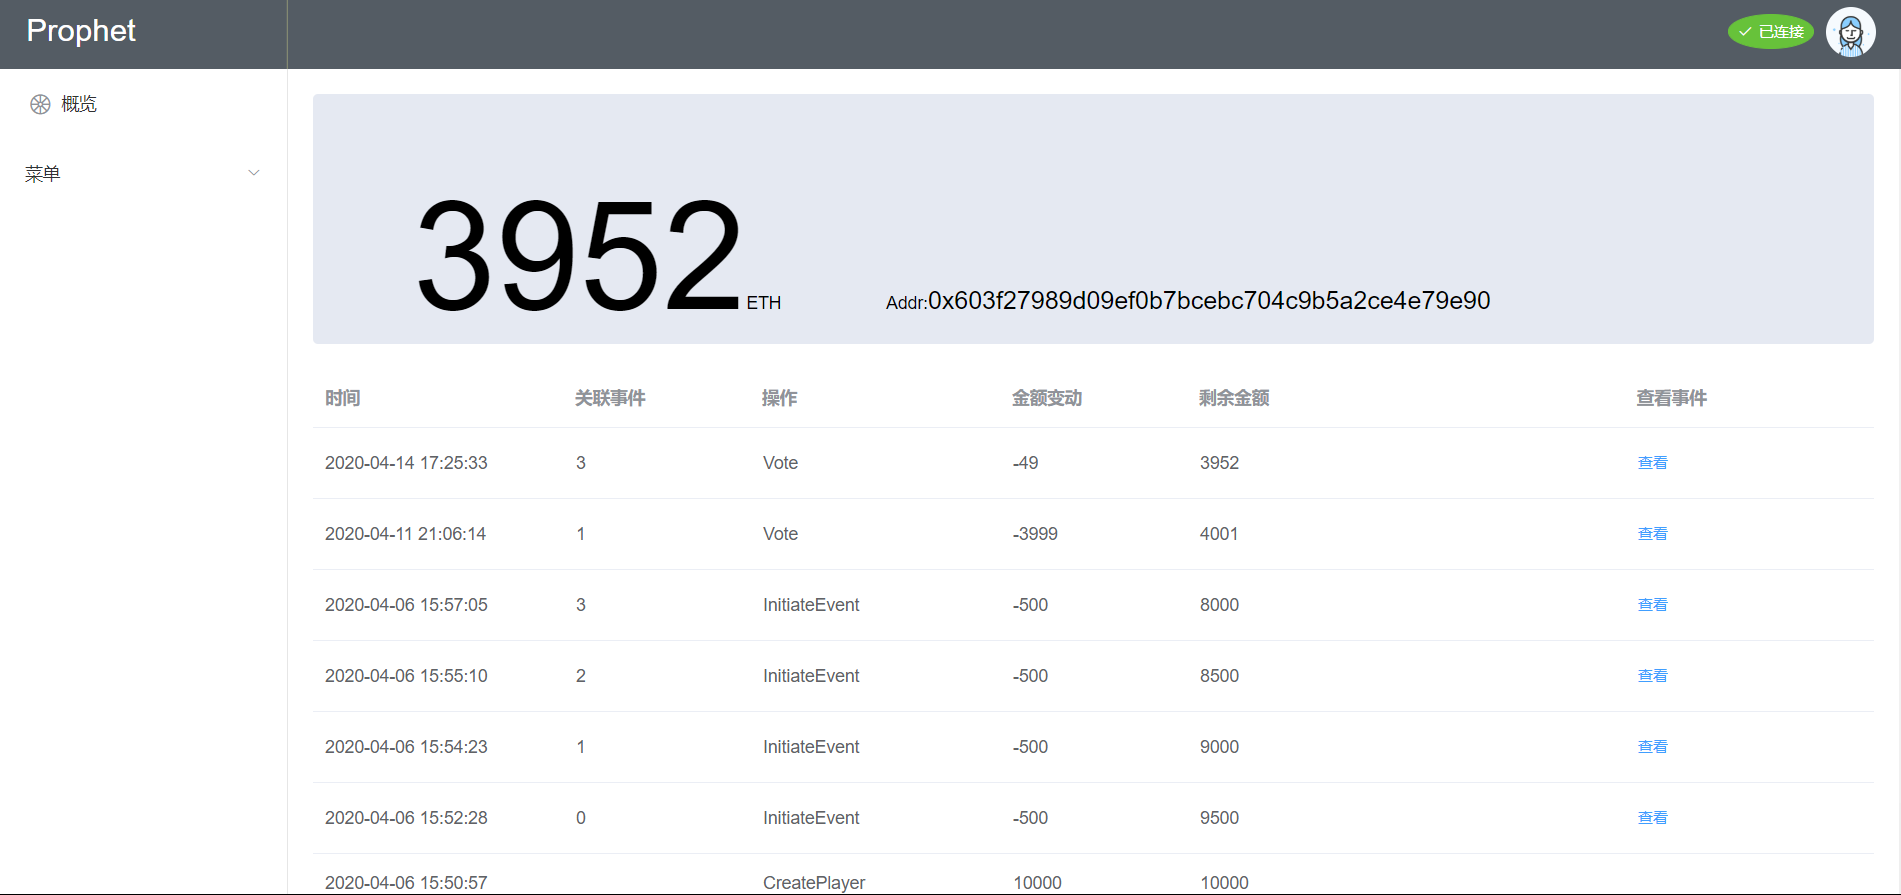 Prophet
已连接
概览
菜单
3952 ETH Addr:0x603f27989d09ef0b7bcebc704c9b5a2ce4e79e90
时间 关联事件 操作 金额变动 剩余金额 查看事件
2020-04-14 17:25:33 3 Vote -49 3952 查看
2020-04-11 21:06:14 1 Vote -3999 4001 查看
2020-04-06 15:57:05 3 InitiateEvent -500 8000 查看
2020-04-06 15:55:10 2 InitiateEvent -500 8500 查看
2020-04-06 15:54:23 1 InitiateEvent -500 9000 查看
2020-04-06 15:52:28 0 InitiateEvent -500 9500 查看
2020-04-06 15:50:57 CreatePlayer 10000 10000